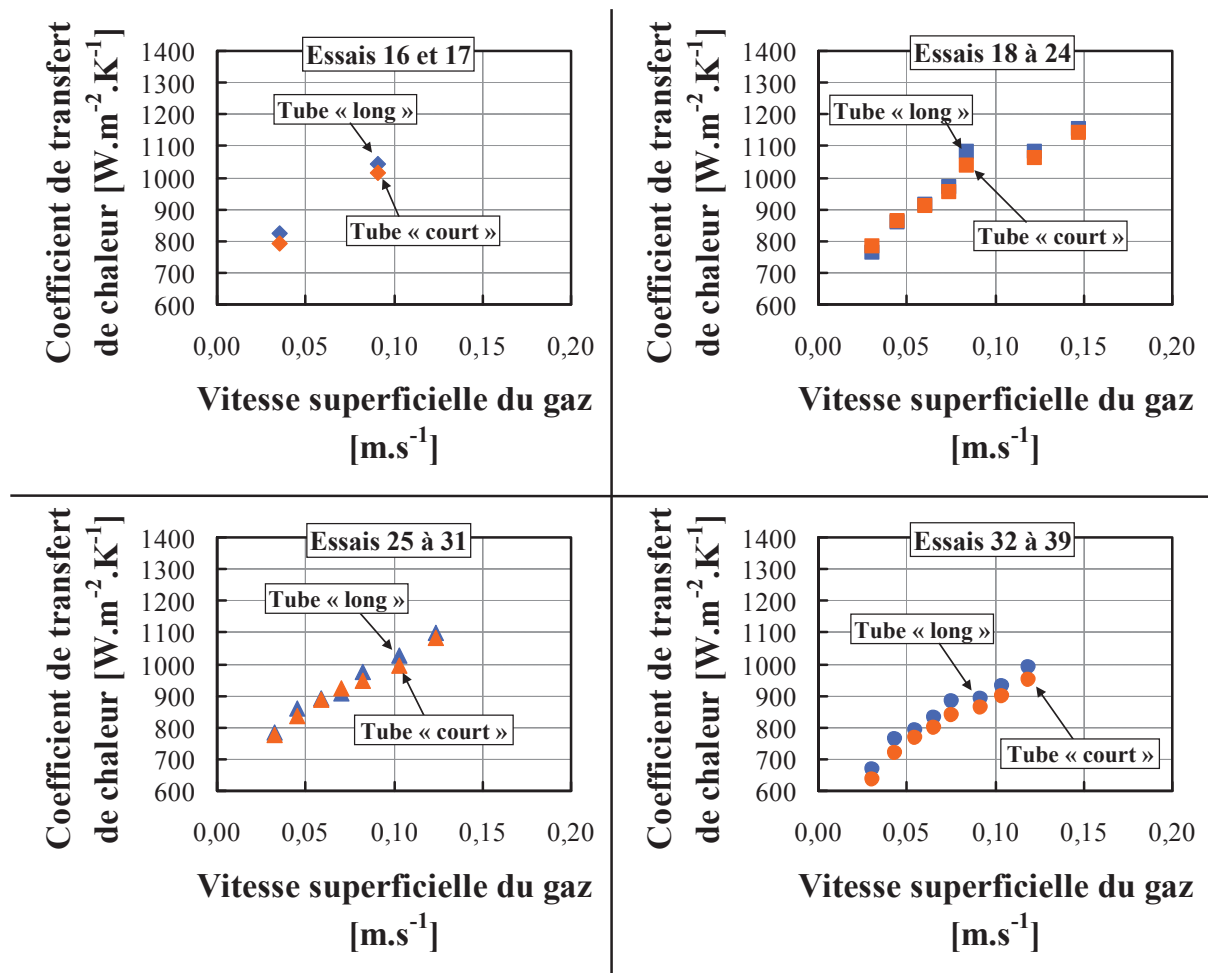 Essais 16 et 17
Coefficient de transfert
de chaleur [W.m-2.K-1]
1400
1300
1200
1100
1000
900
800
700
600
Tube « long »
Tube « court »
0,00 0,05 0,10 0,15 0,20
Vitesse superficielle du gaz
[m.s-1]
Essais 18 à 24
Coefficient de transfert
de chaleur [W.m-2.K-1]
1400
1300
1200
1100
1000
900
800
700
600
Tube « long »
Tube « court »
0,00 0,05 0,10 0,15 0,20
Vitesse superficielle du gaz
[m.s-1]
Essais 25 à 31
Coefficient de transfert
de chaleur [W.m-2.K-1]
1400
1300
1200
1100
1000
900
800
700
600
Tube « long »
Tube « court »
0,00 0,05 0,10 0,15 0,20
Vitesse superficielle du gaz
[m.s-1]
Essais 32 à 39
Coefficient de transfert
de chaleur [W.m-2.K-1]
1400
1300
1200
1100
1000
900
800
700
600
Tube « long »
Tube « court »
0,00 0,05 0,10 0,15 0,20
Vitesse superficielle du gaz
[m.s-1]